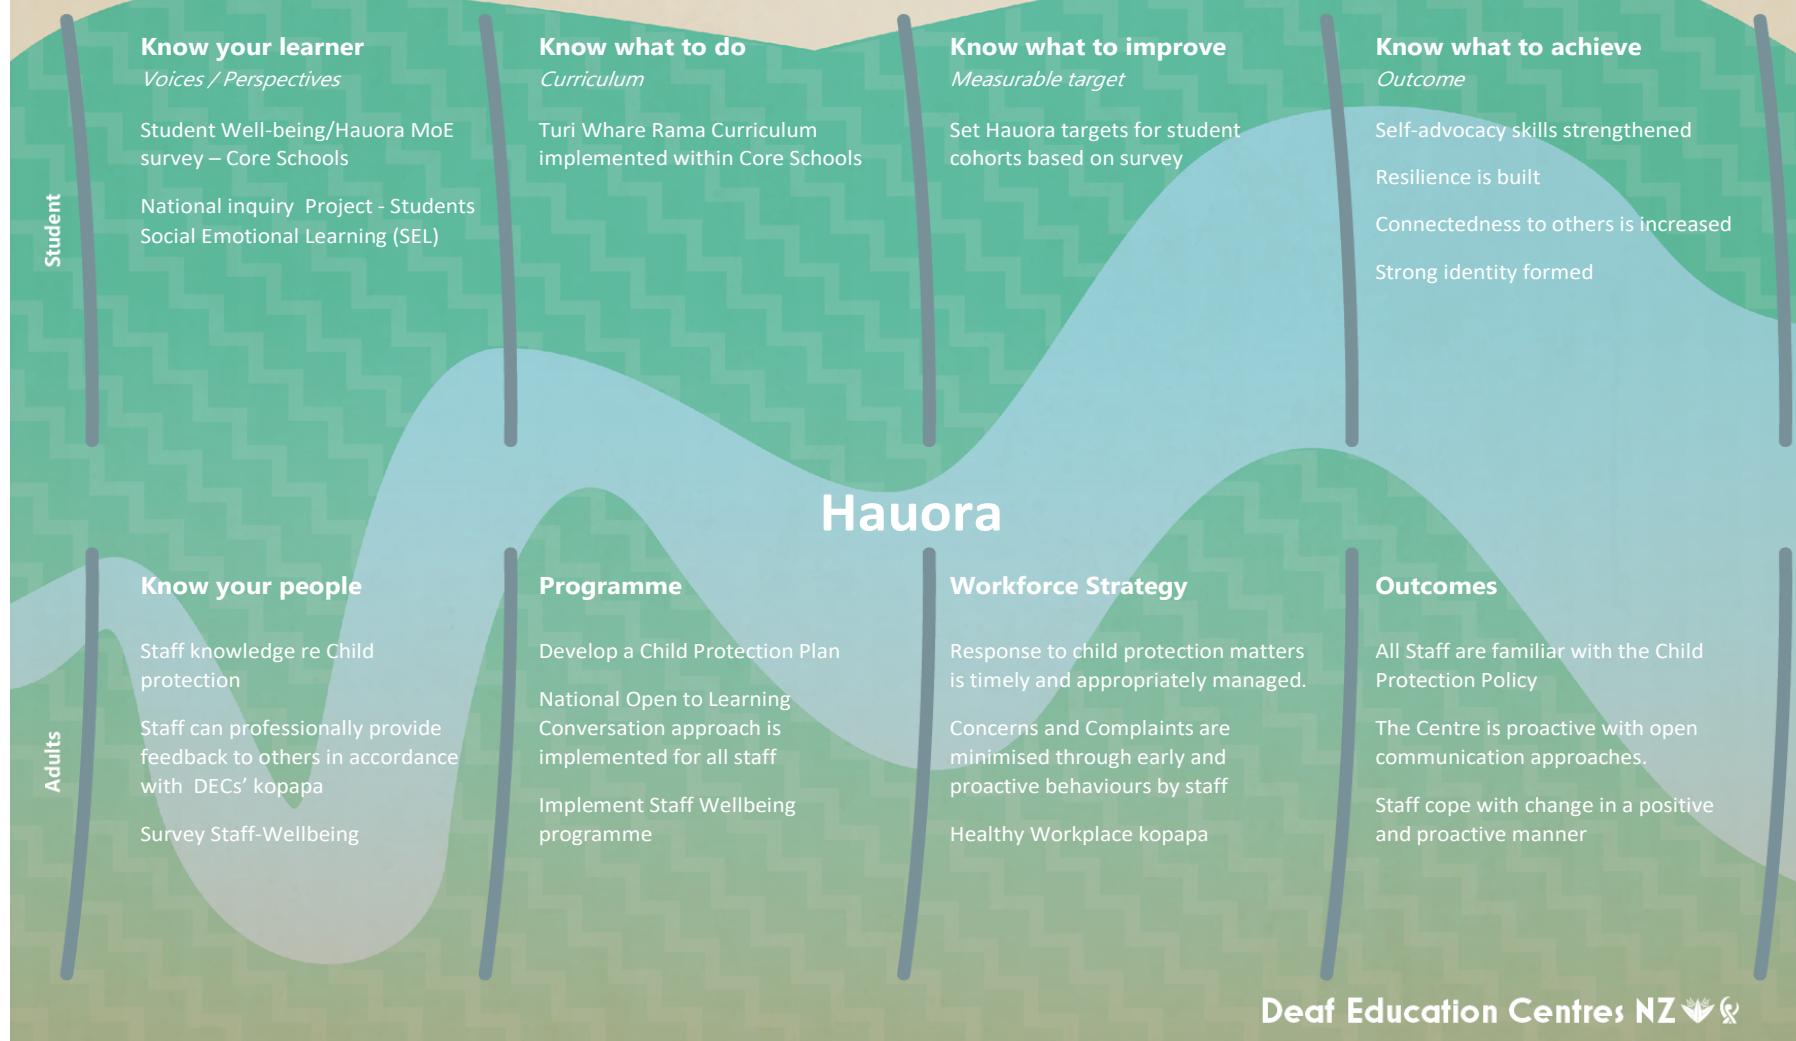 Student
Know your learner
Voices / Perspectives
Student Well-being/Hauora MoE
survey – Core Schools
National inquiry  Project - Students
Social Emotional Learning (SEL)
Know what to do
Curriculum
Turi Whare Rama Curriculum
implemented within Core Schools
Know what to improve
Measurable target
Set Hauora targets for student
cohorts based on survey
Know what to achieve
Outcome
Self-advocacy skills strengthened
Resilience is built
Connectedness to others is increased
Strong identity formed
Hauora
Adults
Know your people
Staff knowledge re Child
protection
Staff can professionally provide
feedback to others in accordance
with  DECs’ kopapa
Survey Staff-Wellbeing
Programme
Develop a Child Protection Plan
National Open to Learning
Conversation approach is
implemented for all staff
Implement Staff Wellbeing
programme
Workforce Strategy
Response to child protection matters
is timely and appropriately managed.
Concerns and Complaints are
minimised through early and
proactive behaviours by staff
Healthy Workplace kopapa
Outcomes
All Staff are familiar with the Child
Protection Policy
The Centre is proactive with open
communication approaches.
Staff cope with change in a positive
and proactive manner
Deaf Education Centres NZ